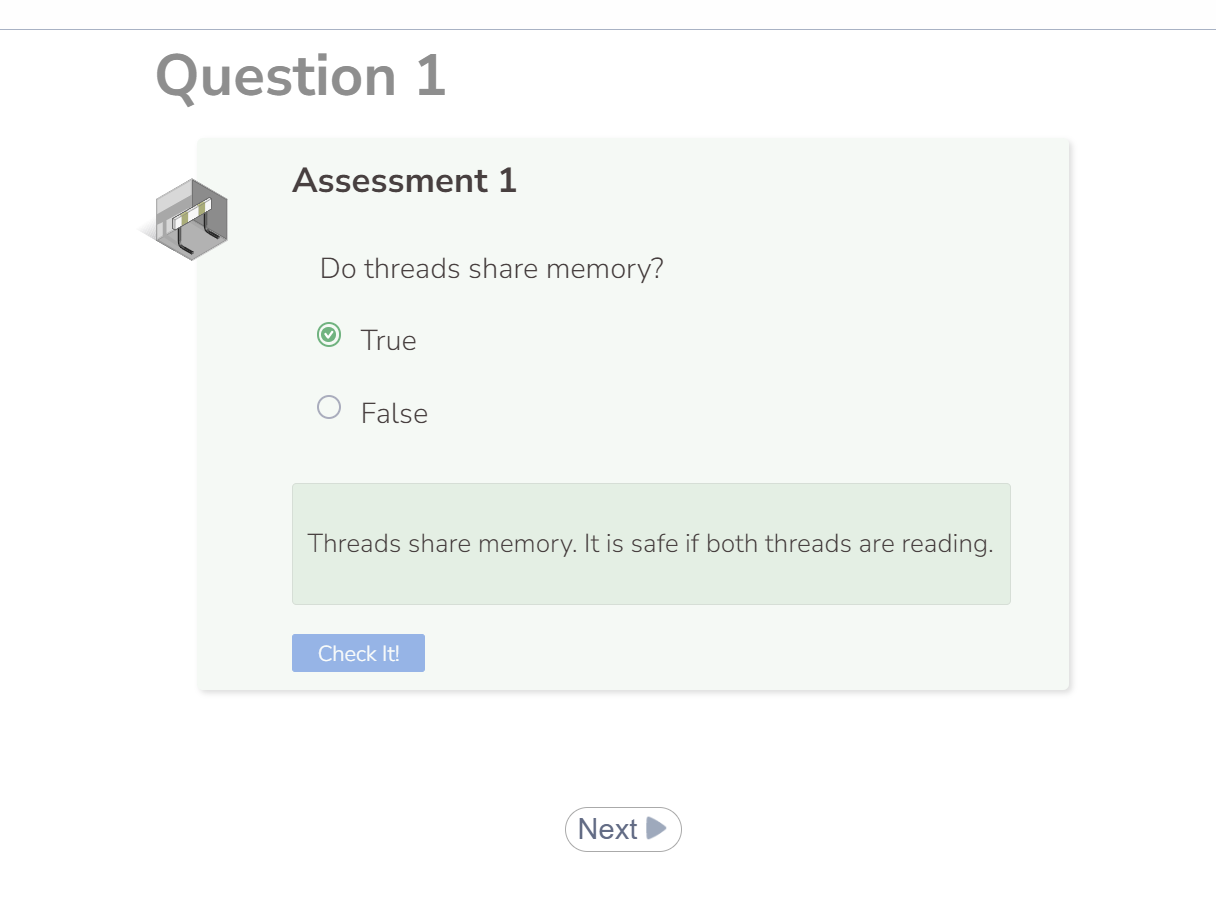 Question 1
Assessment 1
Do threads share memory?
True
False
Threads share memory. It is safe if both threads are reading.
Check It!
Next